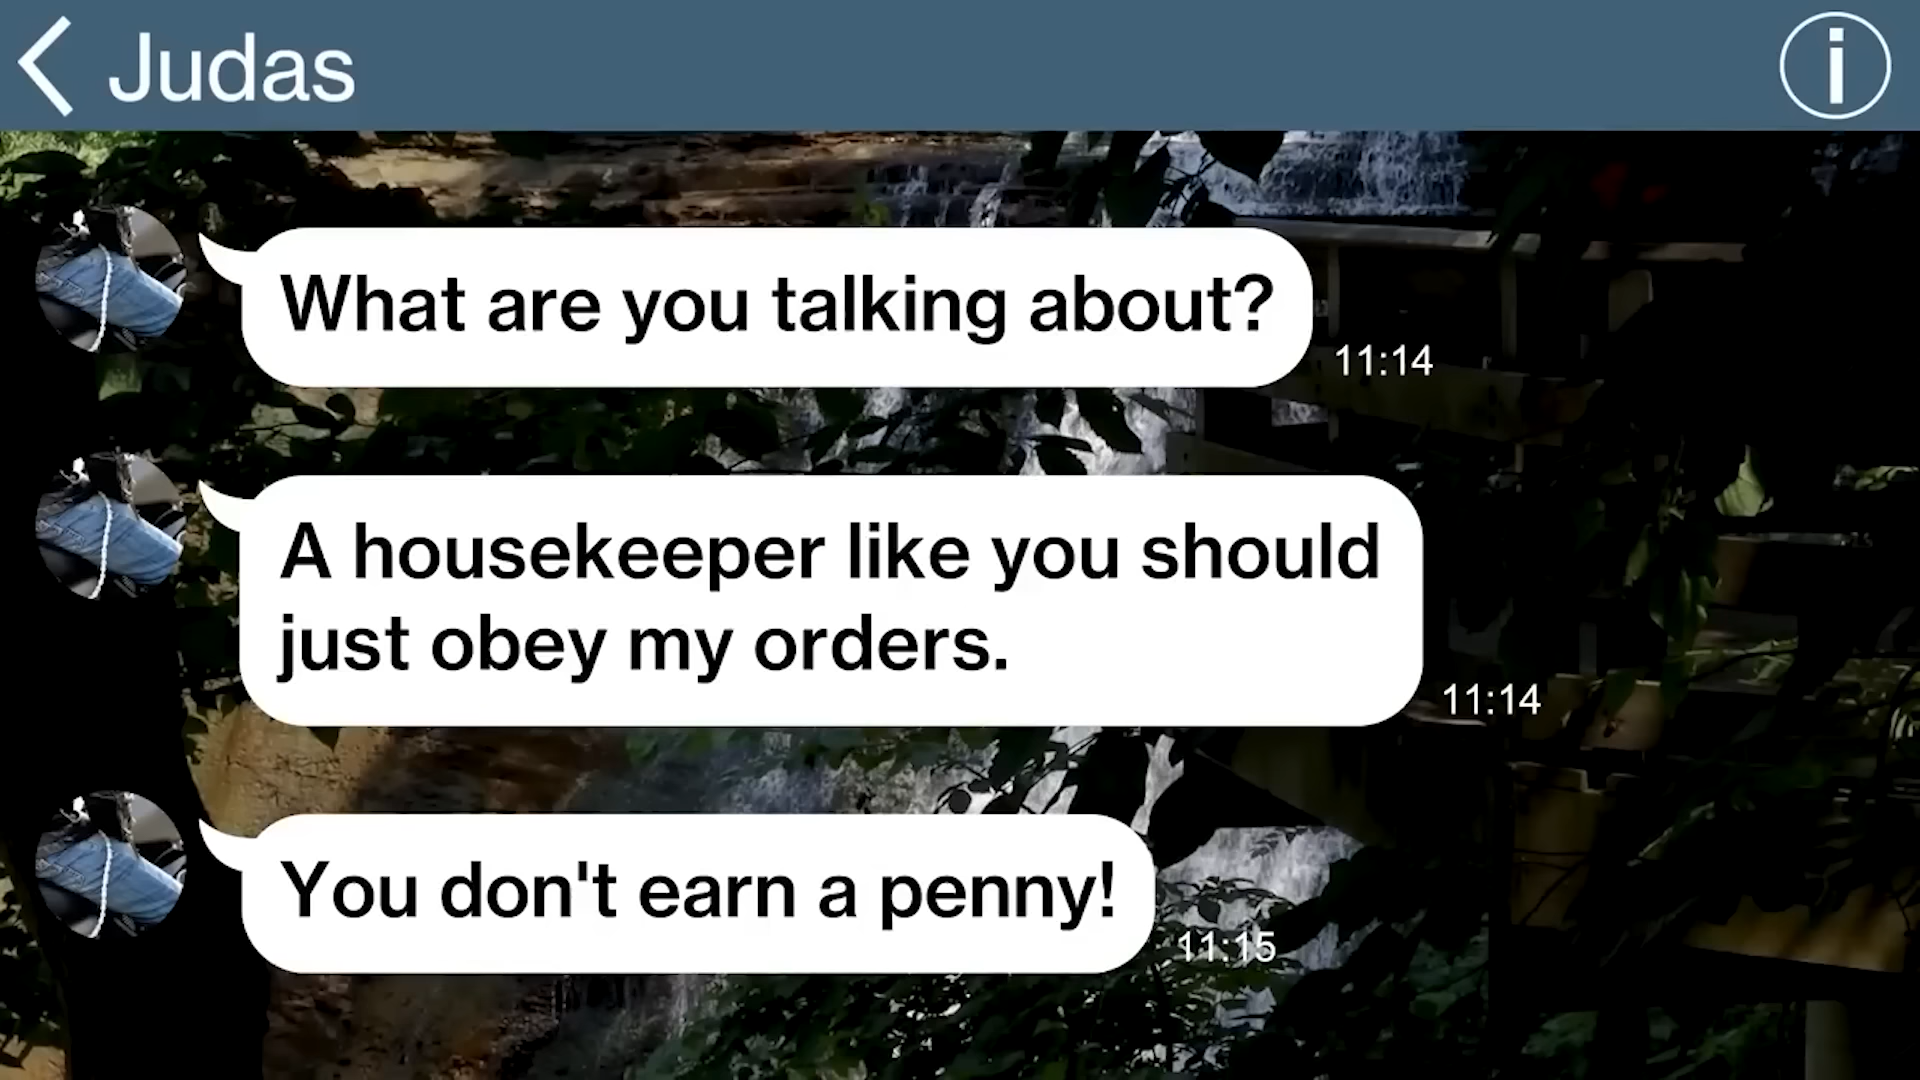 Judas
What are you talking about?
11:14
A housekeeper like you should
just obey my orders.
11:14
You don't earn a penny!
11:15